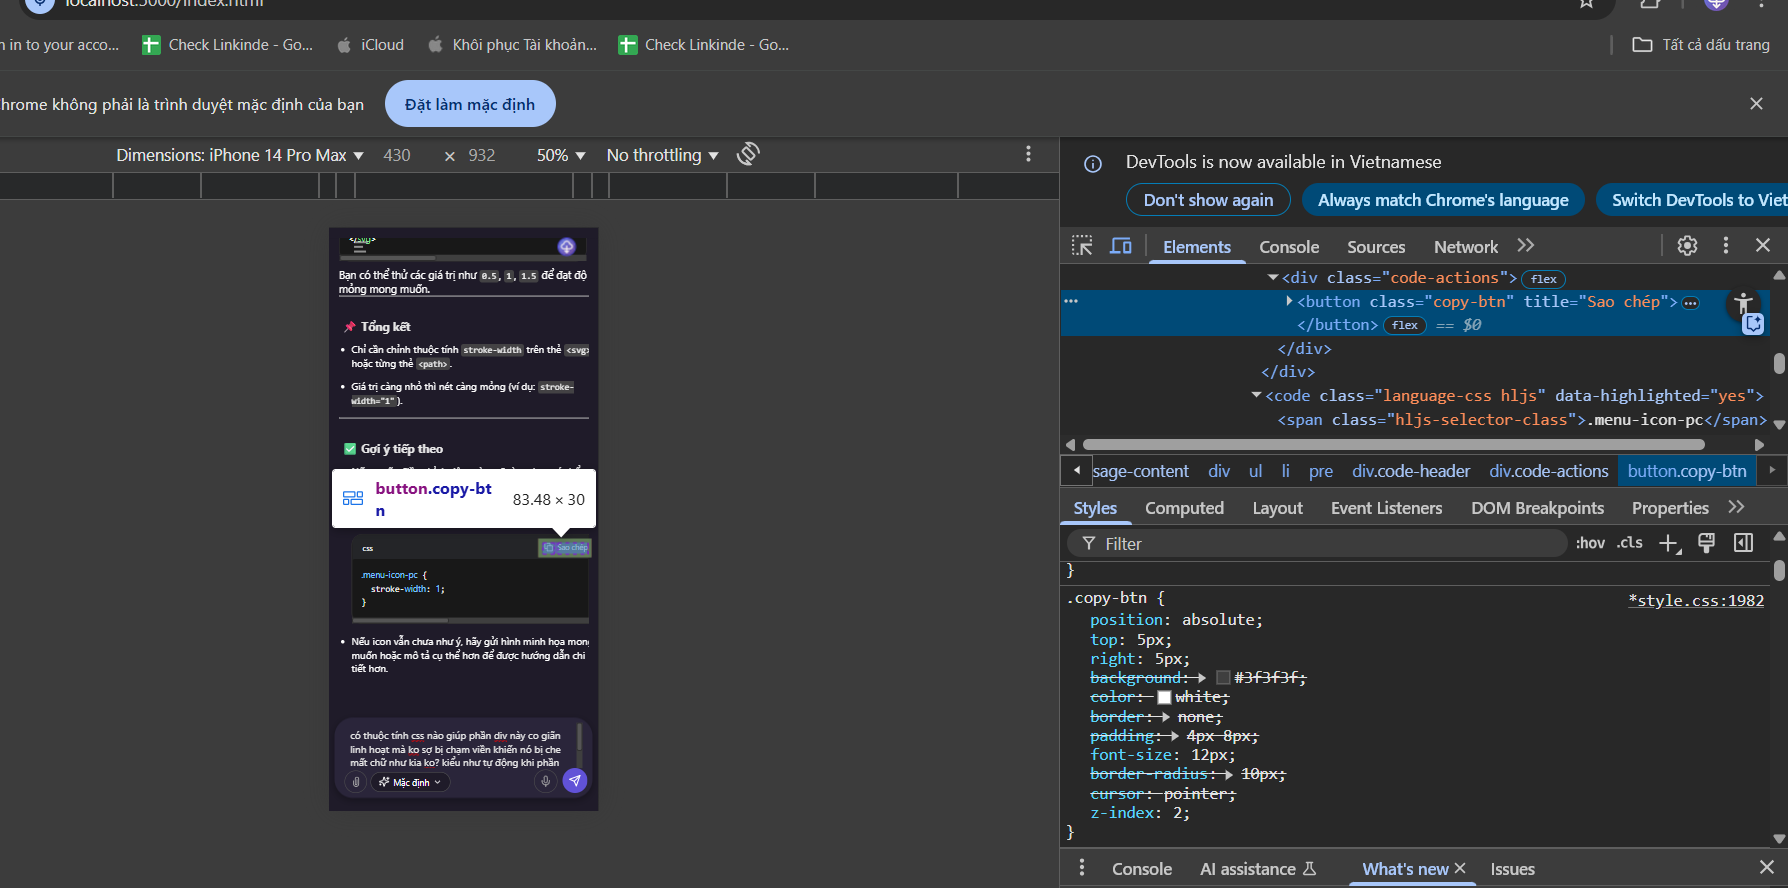 localhost:5000/index.html
n in to your acco...
Check Linkinde - Go...
iCloud
Khôi phục Tài khoản...
Check Linkinde - Go...
Tất cả dấu trang
hrome không phải là trình duyệt mặc định của bạn
Đặt làm mặc định
Dimensions: iPhone 14 Pro Max
430 × 932
50%
No throttling
</svg>
Bạn có thể thử các giá trị như 0.5, 1, 1.5 để đạt độ
mỏng mong muốn.
📌 Tổng kết
• Chỉ cần chỉnh thuộc tính stroke-width trên thẻ <svg>
hoặc từng thẻ <path>.
• Giá trị càng nhỏ thì nét càng mỏng (ví dụ: stroke-
width="1").
✅ Gợi ý tiếp theo
button.copy-bt
n
83.48 × 30
css
Sao chép
.menu-icon-pc {
stroke-width: 1;
}
• Nếu icon vẫn chưa như ý, hãy gửi hình minh họa mong
muốn hoặc mô tả cụ thể hơn để được hướng dẫn chi
tiết hơn.
có thuộc tính css nào giúp phần div này co giãn
linh hoạt mà ko sợ bị chạm viền khiến nó bị che
mất chữ như kia ko? kiểu như tự động khi phần
Mặc định
DevTools is now available in Vietnamese
Don't show again
Always match Chrome's language
Switch DevTools to Viet
Elements
Console
Sources
Network
<div class="code-actions"> flex
<button class="copy-btn" title="Sao chép"> …
</button> flex == $0
</div>
</div>
<code class="language-css hljs" data-highlighted="yes">
<span class="hljs-selector-class">.menu-icon-pc</span>
sage-content
div
ul
li
pre
div.code-header
div.code-actions
button.copy-btn
Styles
Computed
Layout
Event Listeners
DOM Breakpoints
Properties
Filter
:hov
.cls
}
.copy-btn {
*style.css:1982
position: absolute;
top: 5px;
right: 5px;
background: #3f3f3f;
color: white;
border: none;
padding: 4px 8px;
font-size: 12px;
border-radius: 10px;
cursor: pointer;
z-index: 2;
}
Console
AI assistance
What's new
Issues